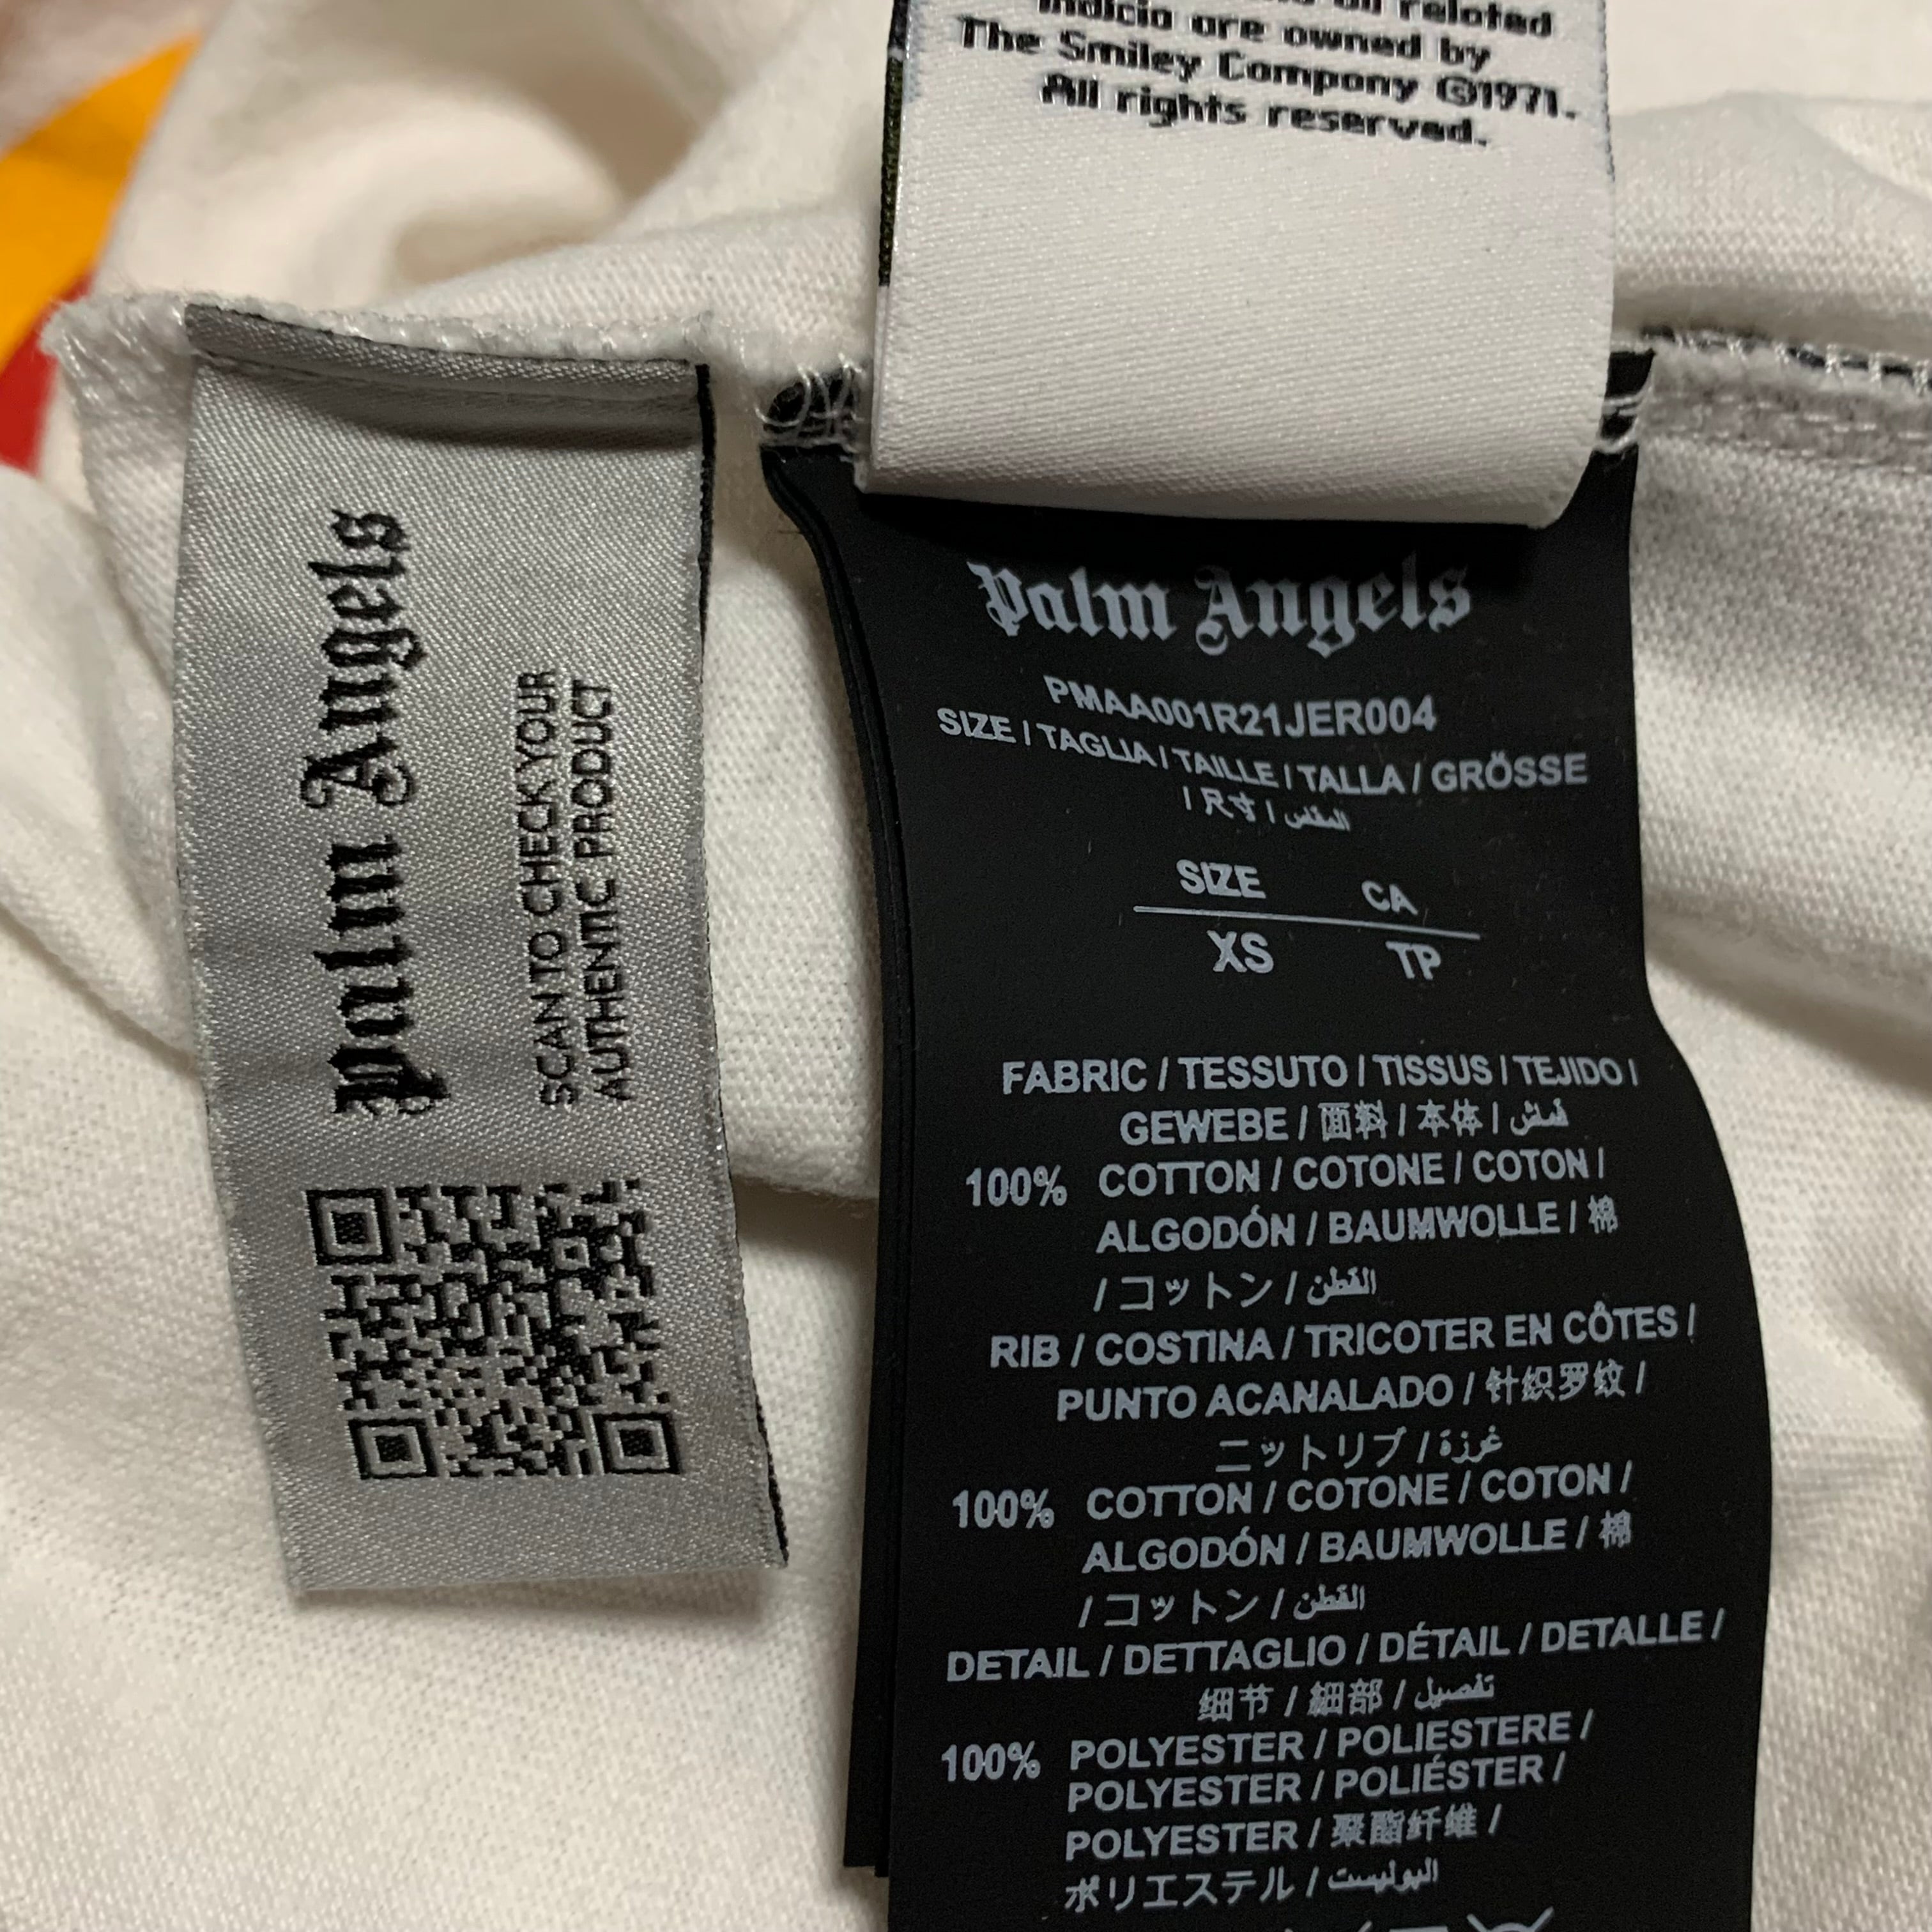 all related
indicia are owned by
The Smiley Company ©1971.
All rights reserved.
Palm Angels
SCAN TO CHECK YOUR
AUTHENTIC PRODUCT
Palm Angels
PMAA001R21JER004
SIZE / TAGLIA / TAILLE / TALLA / GRÖSSE
/ 尺寸 / المقاس
SIZE CA
XS TP
FABRIC / TESSUTO / TISSUS / TEJIDO /
GEWEBE / 面料 / 本体 / قماش
100% COTTON / COTONE / COTON /
ALGODÓN / BAUMWOLLE / 棉
/ コットン / القطن
RIB / COSTINA / TRICOTER EN CÔTES /
PUNTO ACANALADO / 针织罗纹 /
ニットリブ / غرزة
100% COTTON / COTONE / COTON /
ALGODÓN / BAUMWOLLE / 棉
/ コットン / القطن
DETAIL / DETTAGLIO / DÉTAIL / DETALLE /
细节 / 細部 / تفصيل
100% POLYESTER / POLIESTERE /
POLYESTER / POLIÉSTER /
POLYESTER / 聚酯纤维 /
ポリエステル / البوليست